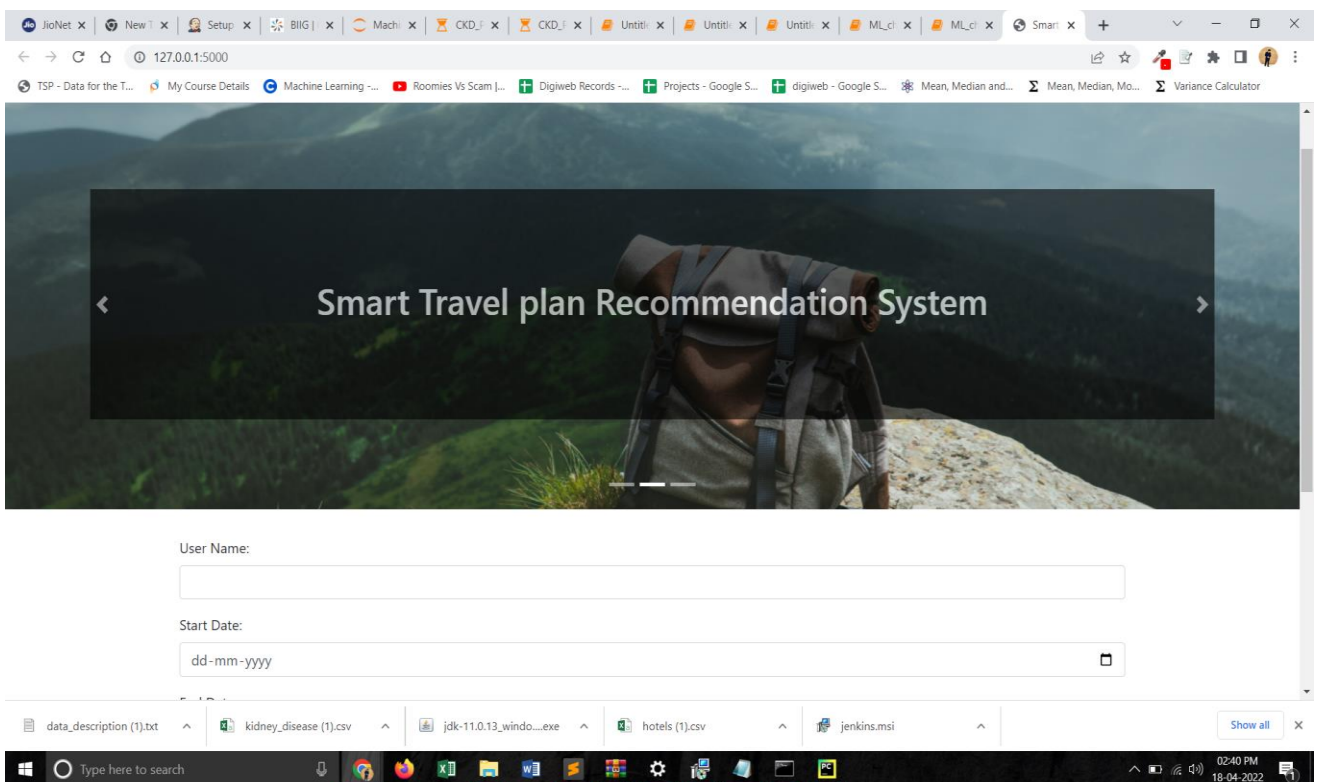 JioNet
New T
Setup
BIIG |
Machi
CKD_F
CKD_F
Untitle
Untitle
Untitle
ML_cl
ML_cl
Smart
127.0.0.1:5000
TSP - Data for the T...
My Course Details
Machine Learning -...
Roomies Vs Scam |...
Digiweb Records -...
Projects - Google S...
digiweb - Google S...
Mean, Median and...
Mean, Median, Mo...
Variance Calculator
Smart Travel plan Recommendation System
User Name:
Start Date:
dd-mm-yyyy
data_description (1).txt
kidney_disease (1).csv
jdk-11.0.13_windo....exe
hotels (1).csv
jenkins.msi
Show all
Type here to search
PC
02:40 PM
18-04-2022